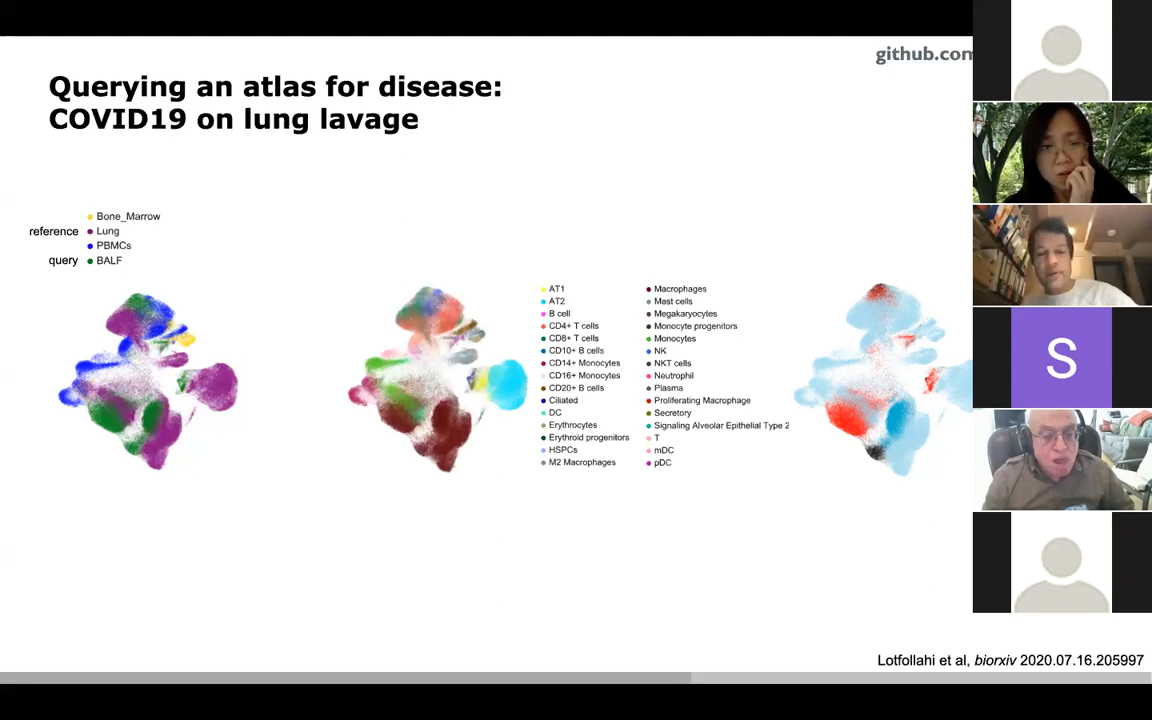 github.com
Querying an atlas for disease:
COVID19 on lung lavage
Bone_Marrow
reference Lung
PBMCs
query BALF
AT1
AT2
B cell
CD4+ T cells
CD8+ T cells
CD10+ B cells
CD14+ Monocytes
CD16+ Monocytes
CD20+ B cells
Ciliated
DC
Erythrocytes
Erythroid progenitors
HSPCs
M2 Macrophages
Macrophages
Mast cells
Megakaryocytes
Monocyte progenitors
Monocytes
NK
NKT cells
Neutrophil
Plasma
Proliferating Macrophage
Secretory
Signaling Alveolar Epithelial Type 2
T
mDC
pDC
S
Lotfollahi et al, biorxiv 2020.07.16.205997